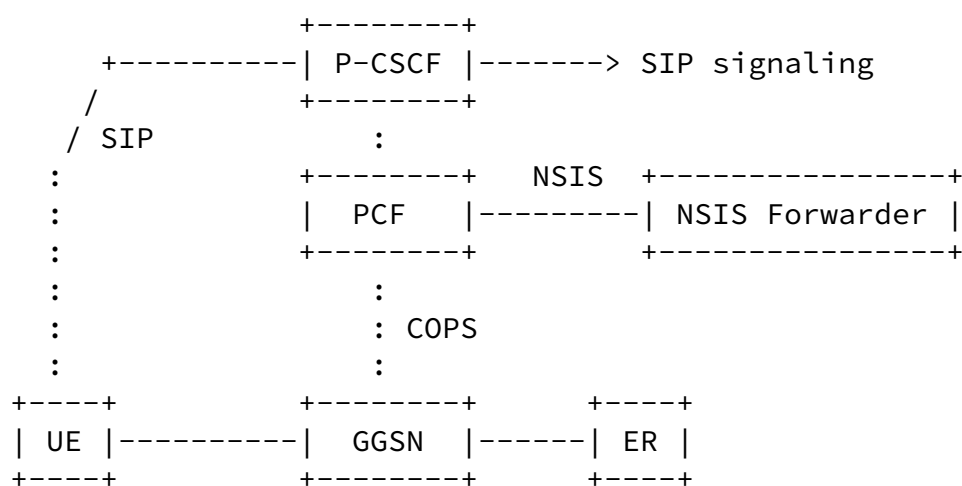 P-CSCF SIP signaling
SIP
NSIS
PCF NSIS Forwarder
COPS
UE GGSN ER